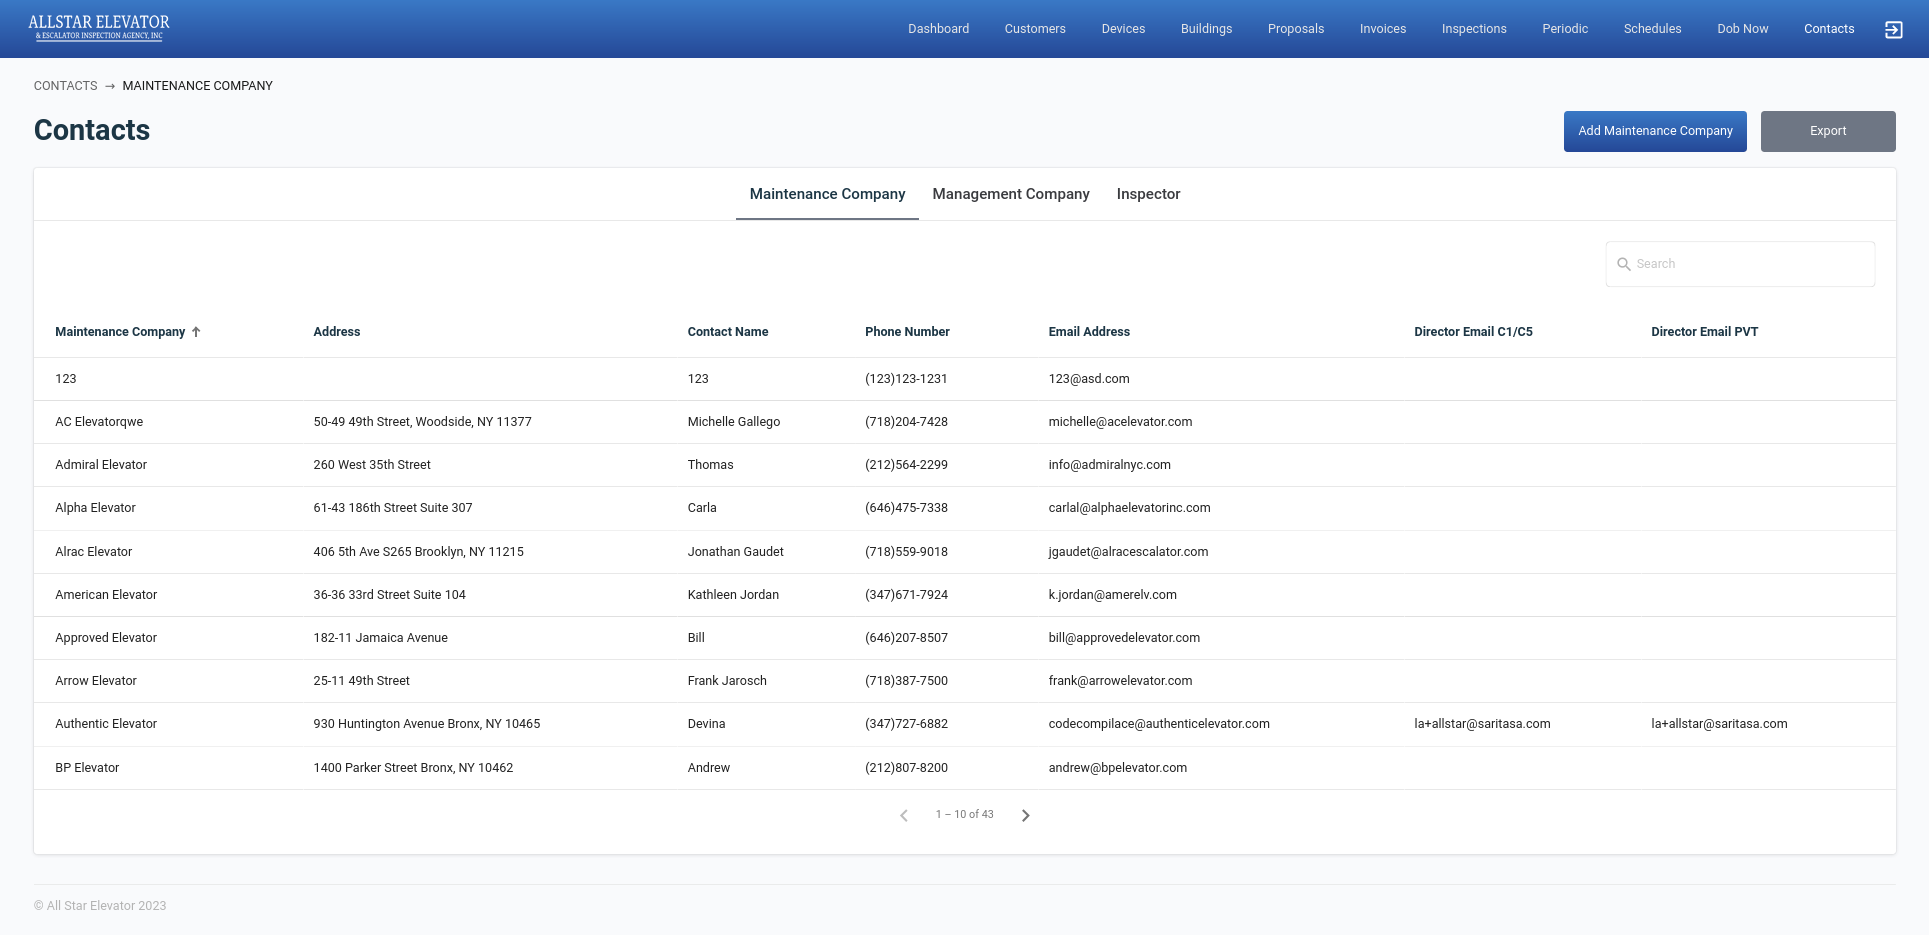 ALLSTAR ELEVATOR
& ESCALATOR INSPECTION AGENCY, INC
Dashboard Customers Devices Buildings Proposals Invoices Inspections Periodic Schedules Dob Now Contacts
CONTACTS → MAINTENANCE COMPANY
Contacts
Add Maintenance Company Export
Maintenance Company Management Company Inspector
Search
Maintenance Company ↑ Address Contact Name Phone Number Email Address Director Email C1/C5 Director Email PVT
123 123 (123)123-1231 123@asd.com
AC Elevatorqwe 50-49 49th Street, Woodside, NY 11377 Michelle Gallego (718)204-7428 michelle@acelevator.com
Admiral Elevator 260 West 35th Street Thomas (212)564-2299 info@admiralnyc.com
Alpha Elevator 61-43 186th Street Suite 307 Carla (646)475-7338 carlal@alphaelevatorinc.com
Alrac Elevator 406 5th Ave S265 Brooklyn, NY 11215 Jonathan Gaudet (718)559-9018 jgaudet@alracescalator.com
American Elevator 36-36 33rd Street Suite 104 Kathleen Jordan (347)671-7924 k.jordan@amerelv.com
Approved Elevator 182-11 Jamaica Avenue Bill (646)207-8507 bill@approvedelevator.com
Arrow Elevator 25-11 49th Street Frank Jarosch (718)387-7500 frank@arrowelevator.com
Authentic Elevator 930 Huntington Avenue Bronx, NY 10465 Devina (347)727-6882 codecompilace@authenticelevator.com la+allstar@saritasa.com la+allstar@saritasa.com
BP Elevator 1400 Parker Street Bronx, NY 10462 Andrew (212)807-8200 andrew@bpelevator.com
1 – 10 of 43
© All Star Elevator 2023